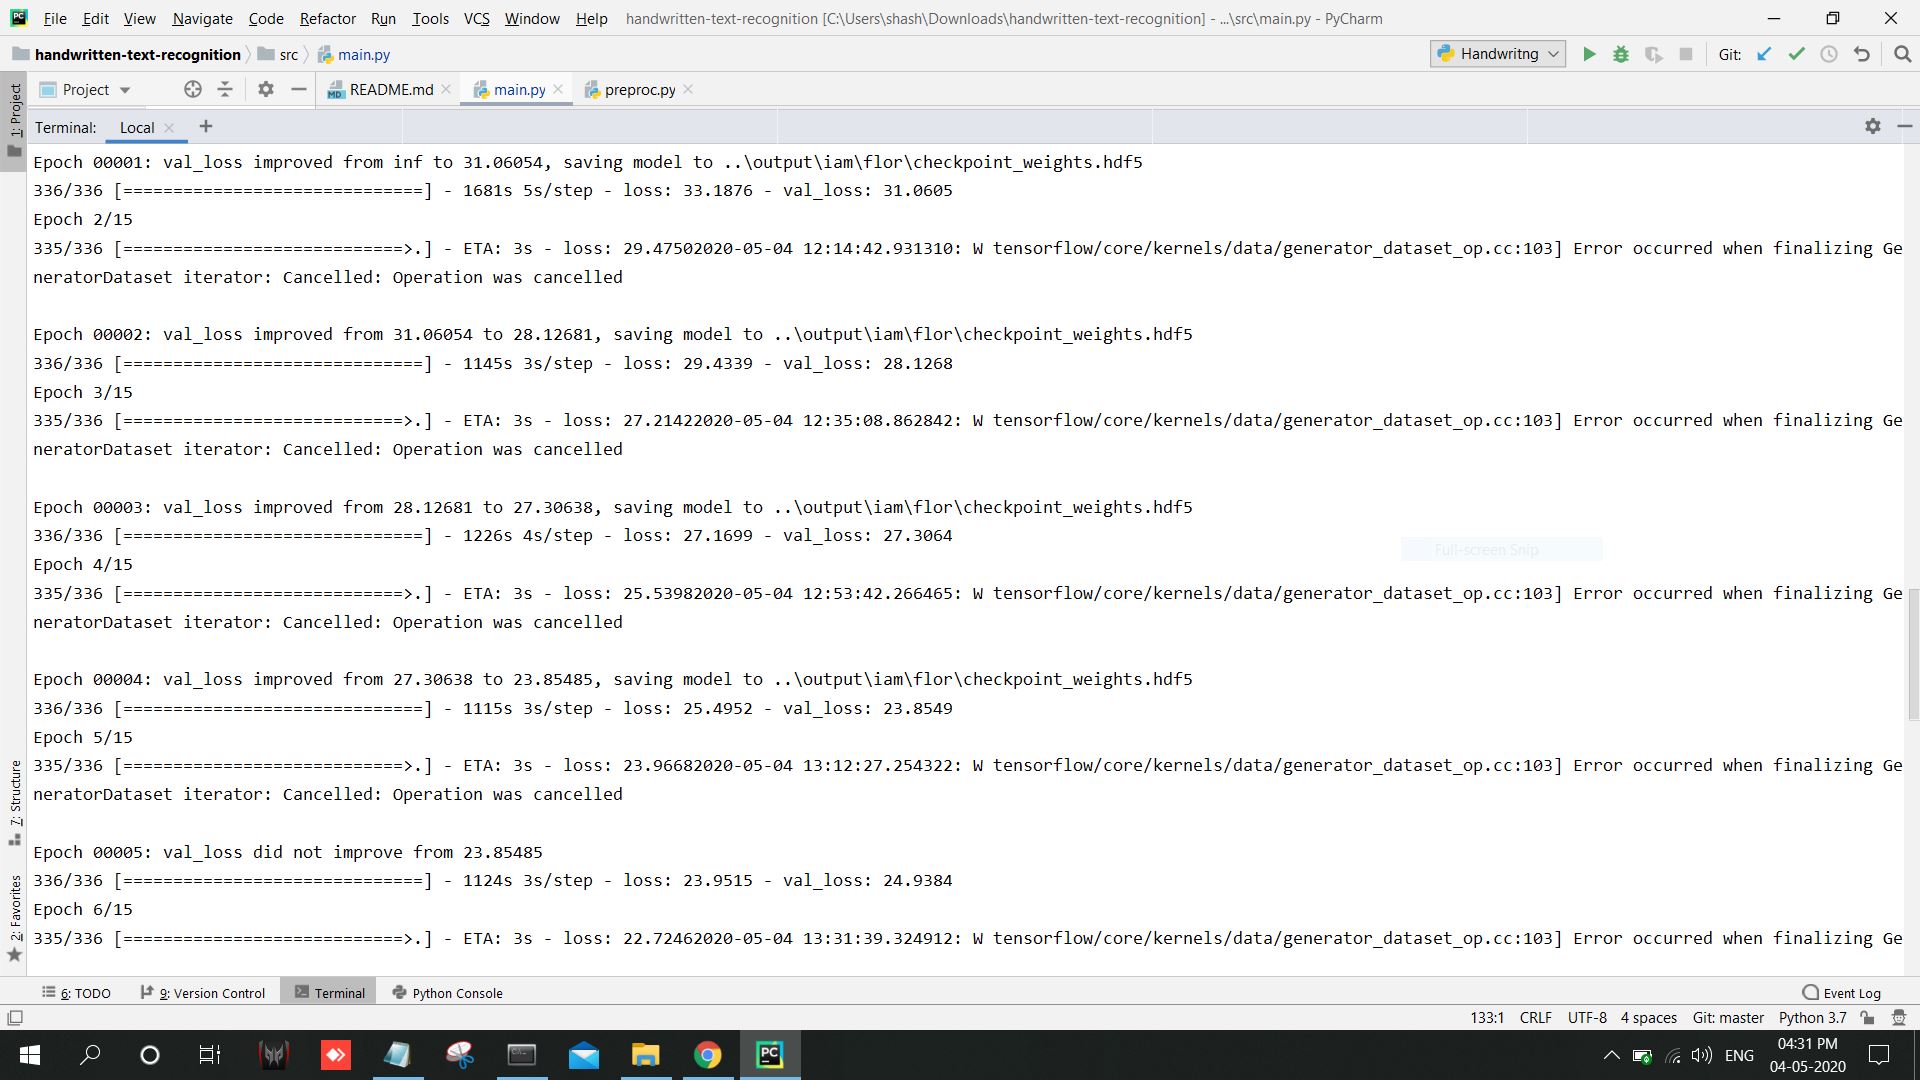 File Edit View Navigate Code Refactor Run Tools VCS Window Help handwritten-text-recognition [C:\Users\shash\Downloads\handwritten-text-recognition] - ...\src\main.py - PyCharm
handwritten-text-recognition src main.py Handwritng Git:
1: Project Project README.md main.py preproc.py
Terminal: Local +
Epoch 00001: val_loss improved from inf to 31.06054, saving model to ..\output\iam\flor\checkpoint_weights.hdf5
336/336 [==============================] - 1681s 5s/step - loss: 33.1876 - val_loss: 31.0605
Epoch 2/15
335/336 [============================>.] - ETA: 3s - loss: 29.47502020-05-04 12:14:42.931310: W tensorflow/core/kernels/data/generator_dataset_op.cc:103] Error occurred when finalizing Ge
neratorDataset iterator: Cancelled: Operation was cancelled
Epoch 00002: val_loss improved from 31.06054 to 28.12681, saving model to ..\output\iam\flor\checkpoint_weights.hdf5
336/336 [==============================] - 1145s 3s/step - loss: 29.4339 - val_loss: 28.1268
Epoch 3/15
335/336 [============================>.] - ETA: 3s - loss: 27.21422020-05-04 12:35:08.862842: W tensorflow/core/kernels/data/generator_dataset_op.cc:103] Error occurred when finalizing Ge
neratorDataset iterator: Cancelled: Operation was cancelled
Epoch 00003: val_loss improved from 28.12681 to 27.30638, saving model to ..\output\iam\flor\checkpoint_weights.hdf5
336/336 [==============================] - 1226s 4s/step - loss: 27.1699 - val_loss: 27.3064
Full-screen Snip
Epoch 4/15
335/336 [============================>.] - ETA: 3s - loss: 25.53982020-05-04 12:53:42.266465: W tensorflow/core/kernels/data/generator_dataset_op.cc:103] Error occurred when finalizing Ge
neratorDataset iterator: Cancelled: Operation was cancelled
Epoch 00004: val_loss improved from 27.30638 to 23.85485, saving model to ..\output\iam\flor\checkpoint_weights.hdf5
336/336 [==============================] - 1115s 3s/step - loss: 25.4952 - val_loss: 23.8549
Epoch 5/15
335/336 [============================>.] - ETA: 3s - loss: 23.96682020-05-04 13:12:27.254322: W tensorflow/core/kernels/data/generator_dataset_op.cc:103] Error occurred when finalizing Ge
neratorDataset iterator: Cancelled: Operation was cancelled
7: Structure
Epoch 00005: val_loss did not improve from 23.85485
336/336 [==============================] - 1124s 3s/step - loss: 23.9515 - val_loss: 24.9384
Epoch 6/15
2: Favorites
335/336 [============================>.] - ETA: 3s - loss: 22.72462020-05-04 13:31:39.324912: W tensorflow/core/kernels/data/generator_dataset_op.cc:103] Error occurred when finalizing Ge
6: TODO 9: Version Control Terminal Python Console Event Log
133:1 CRLF UTF-8 4 spaces Git: master Python 3.7
ENG 04:31 PM
04-05-2020